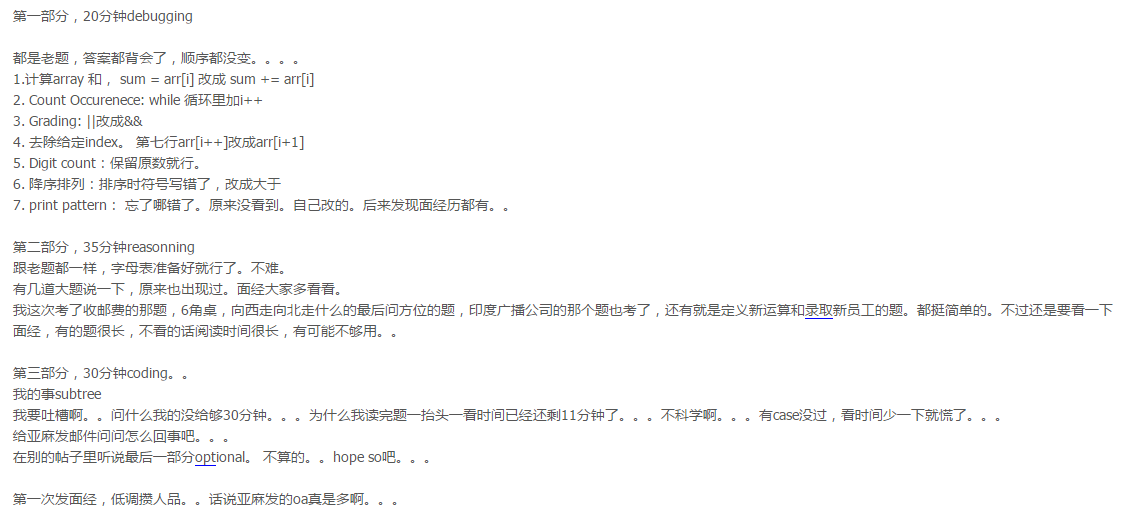 第一部分，20分钟debugging
都是老题，答案都背会了，顺序都没变。。。。
1.计算array 和， sum = arr[i] 改成 sum += arr[i]
2. Count Occurenece: while 循环里加i++
3. Grading: ||改成&&
4. 去除给定index。 第七行arr[i++]改成arr[i+1]
5. Digit count：保留原数就行。
6. 降序排列：排序时符号写错了，改成大于
7. print pattern： 忘了哪错了。原来没看到。自己改的。后来发现面经历都有。。
第二部分，35分钟reasonning
跟老题都一样，字母表准备好就行了。不难。
有几道大题说一下，原来也出现过。面经大家多看看。
我这次考了收邮费的那题，6角桌，向西走向北走什么的最后问方位的题，印度广播公司的那个题也考了，还有就是定义新运算和录取新员工的题。都挺简单的。不过还是要看一下
面经，有的题很长，不看的话阅读时间很长，有可能不够用。。
第三部分，30分钟coding。。
我的事subtree
我要吐槽啊。。问什么我的没给够30分钟。。。为什么我读完题一抬头一看时间已经还剩11分钟了。。。不科学啊。。。有case没过，看时间少一下就慌了。。。
给亚麻发邮件问问怎么回事吧。。。
在别的帖子里听说最后一部分optional。 不算的。。hope so吧。。。
第一次发面经，低调攒人品。。话说亚麻发的oa真是多啊。。。